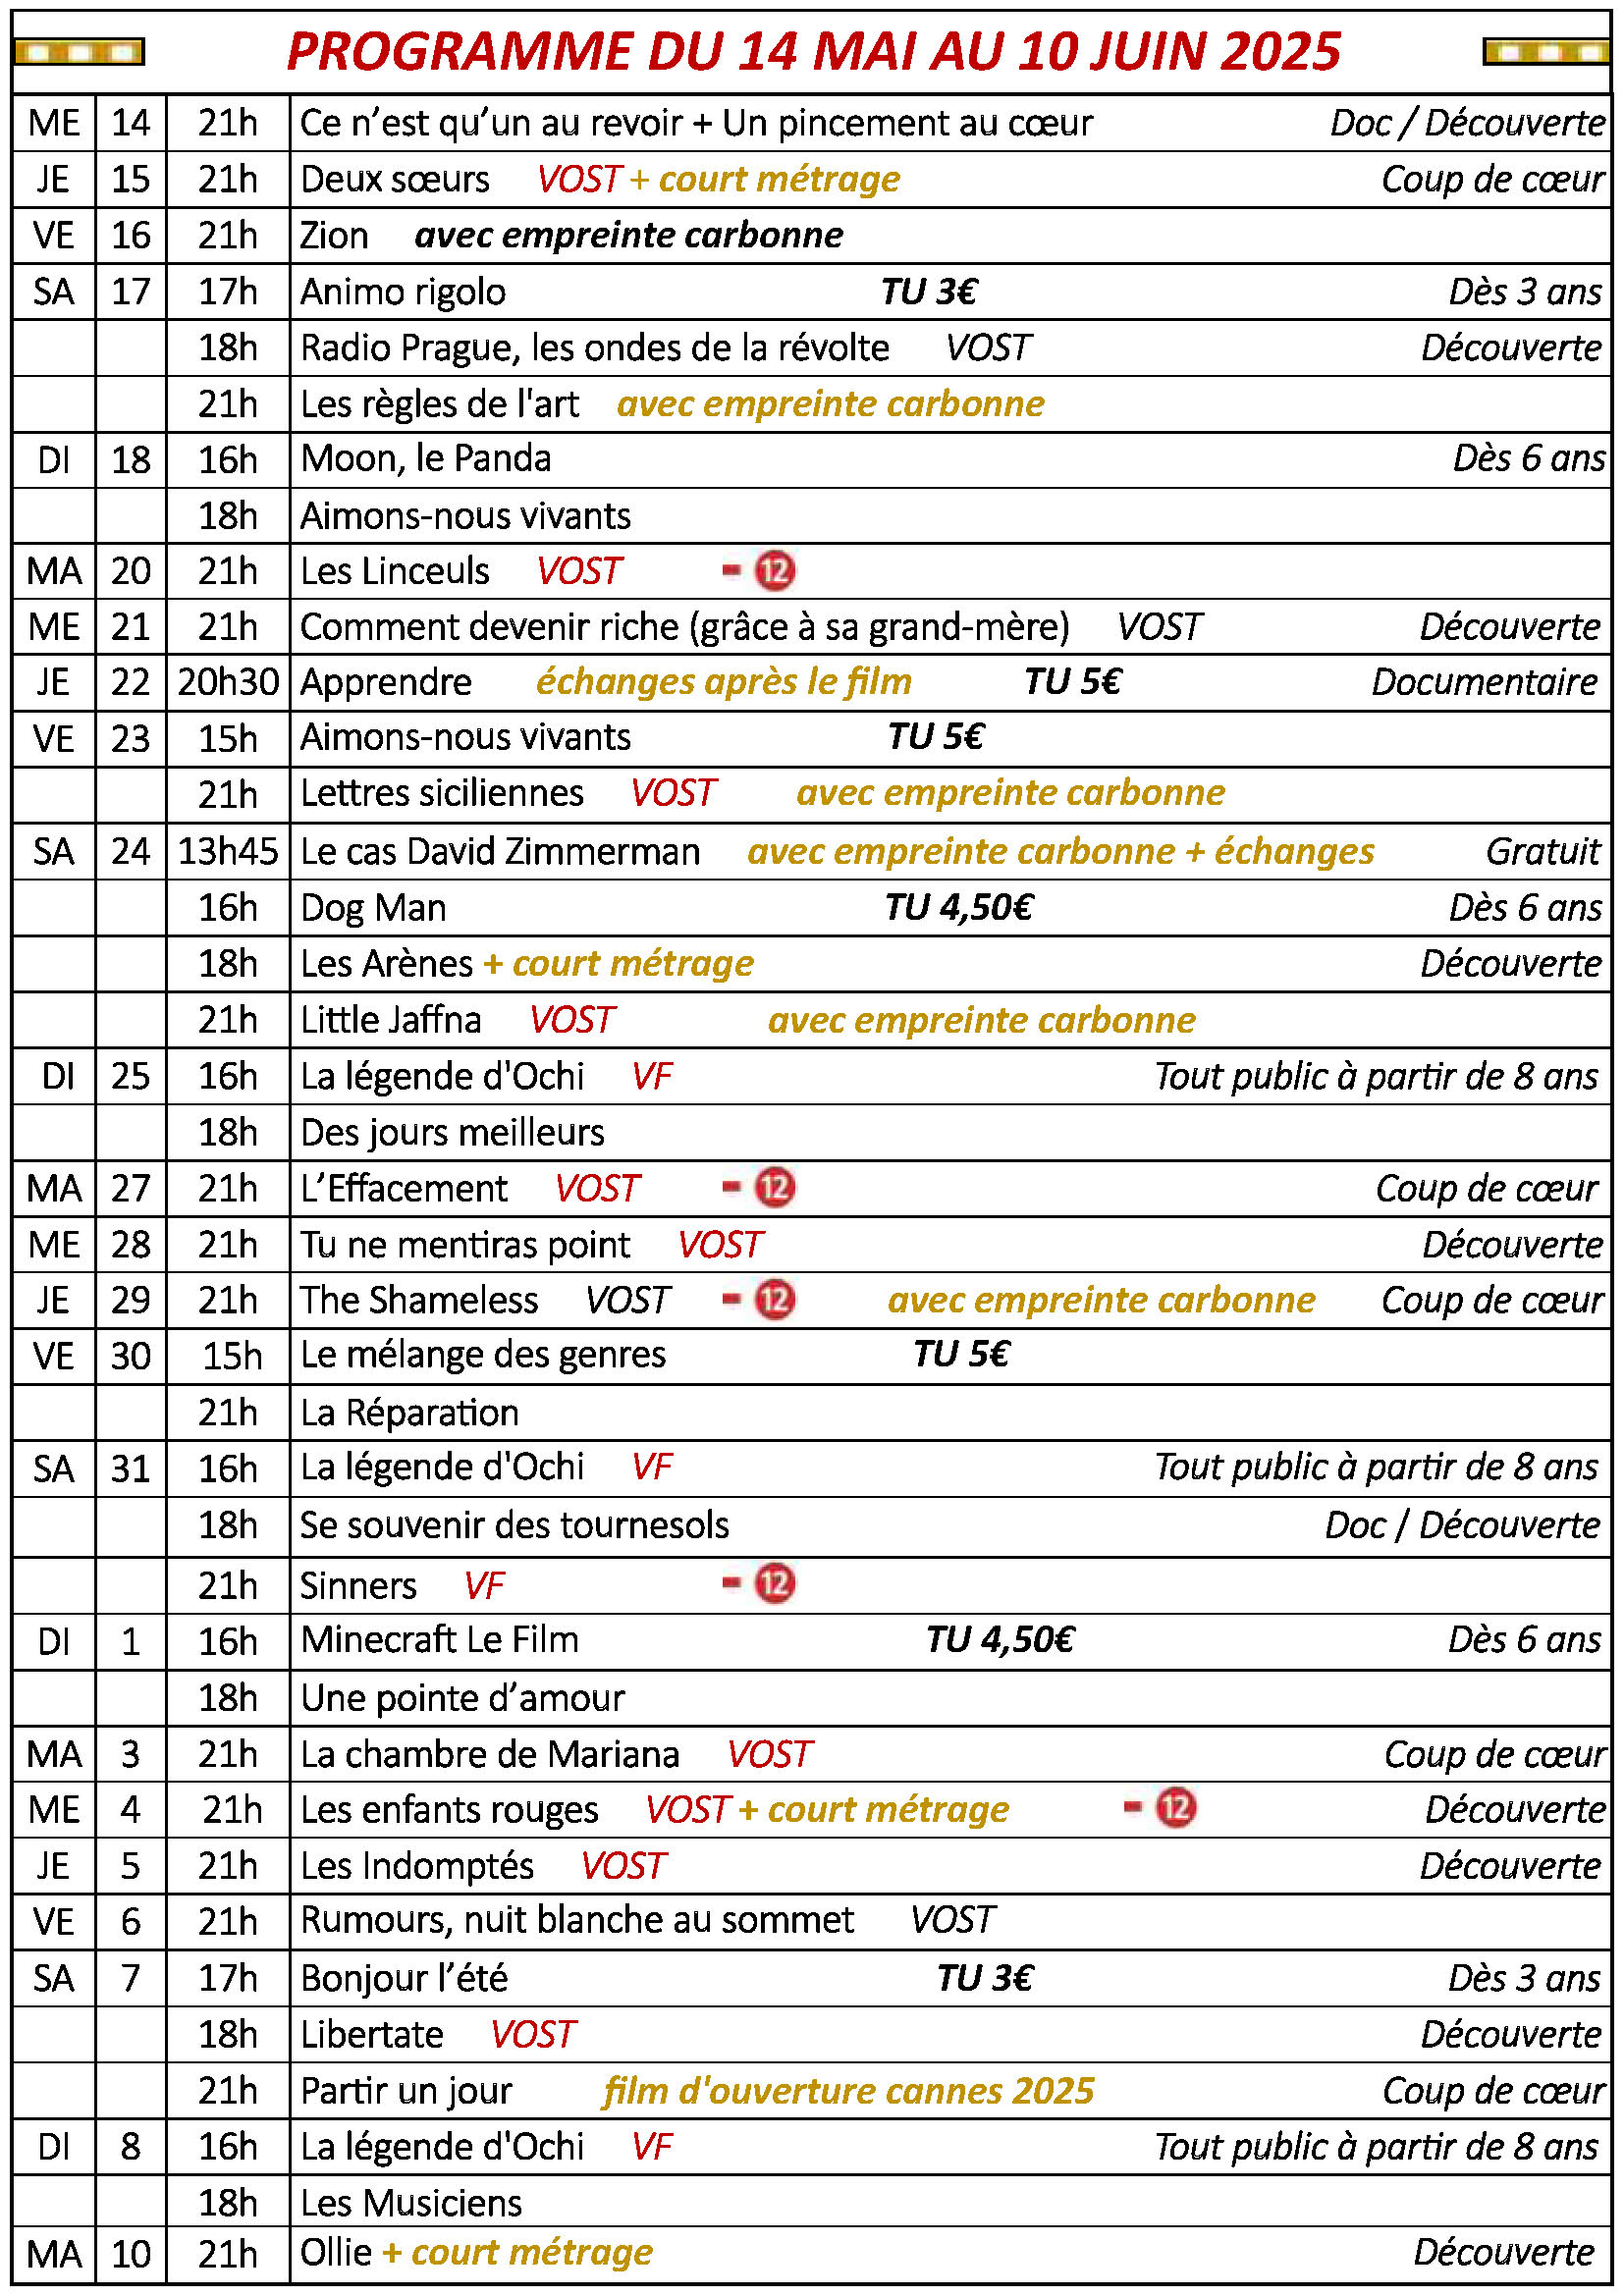 PROGRAMME DU 14 MAI AU 10 JUIN 2025
ME 14 21h Ce n’est qu’un au revoir + Un pincement au cœur Doc / Découverte
JE 15 21h Deux sœurs VOST + court métrage Coup de cœur
VE 16 21h Zion avec empreinte carbonne
SA 17 17h Animo rigolo TU 3€ Dès 3 ans
18h Radio Prague, les ondes de la révolte VOST Découverte
21h Les règles de l'art avec empreinte carbonne
DI 18 16h Moon, le Panda Dès 6 ans
18h Aimons-nous vivants
MA 20 21h Les Linceuls VOST - 12
ME 21 21h Comment devenir riche (grâce à sa grand-mère) VOST Découverte
JE 22 20h30 Apprendre échanges après le film TU 5€ Documentaire
VE 23 15h Aimons-nous vivants TU 5€
21h Lettres siciliennes VOST avec empreinte carbonne
SA 24 13h45 Le cas David Zimmerman avec empreinte carbonne + échanges Gratuit
16h Dog Man TU 4,50€ Dès 6 ans
18h Les Arènes + court métrage Découverte
21h Little Jaffna VOST avec empreinte carbonne
DI 25 16h La légende d'Ochi VF Tout public à partir de 8 ans
18h Des jours meilleurs
MA 27 21h L’Effacement VOST - 12 Coup de cœur
ME 28 21h Tu ne mentiras point VOST Découverte
JE 29 21h The Shameless VOST - 12 avec empreinte carbonne Coup de cœur
VE 30 15h Le mélange des genres TU 5€
21h La Réparation
SA 31 16h La légende d'Ochi VF Tout public à partir de 8 ans
18h Se souvenir des tournesols Doc / Découverte
21h Sinners VF - 12
DI 1 16h Minecraft Le Film TU 4,50€ Dès 6 ans
18h Une pointe d’amour
MA 3 21h La chambre de Mariana VOST Coup de cœur
ME 4 21h Les enfants rouges VOST + court métrage - 12 Découverte
JE 5 21h Les Indomptés VOST Découverte
VE 6 21h Rumours, nuit blanche au sommet VOST
SA 7 17h Bonjour l’été TU 3€ Dès 3 ans
18h Libertate VOST Découverte
21h Partir un jour film d'ouverture cannes 2025 Coup de cœur
DI 8 16h La légende d'Ochi VF Tout public à partir de 8 ans
18h Les Musiciens
MA 10 21h Ollie + court métrage Découverte